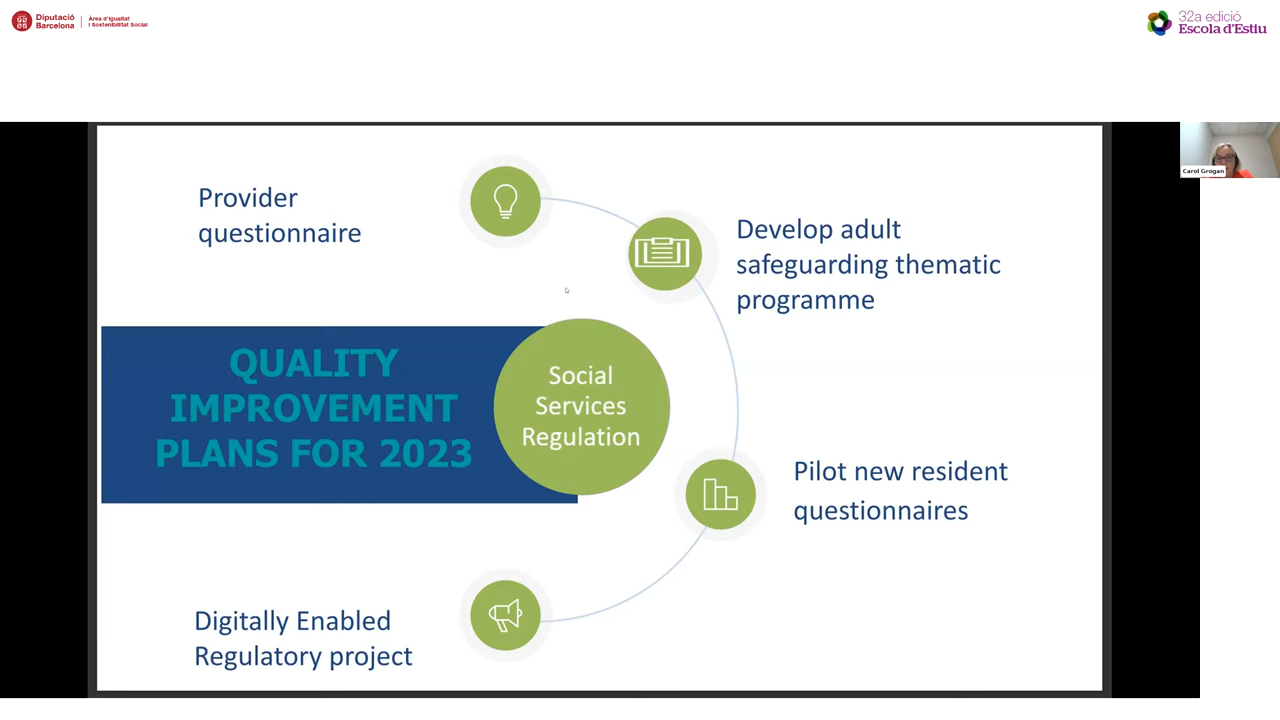 Diputació
Barcelona
Àrea d'Igualtat
i Sostenibilitat Social
32a edició
Escola d'Estiu
Carol Grogan
Provider
questionnaire
Develop adult
safeguarding thematic
programme
QUALITY
IMPROVEMENT
PLANS FOR 2023
Social
Services
Regulation
Pilot new resident
questionnaires
Digitally Enabled
Regulatory project